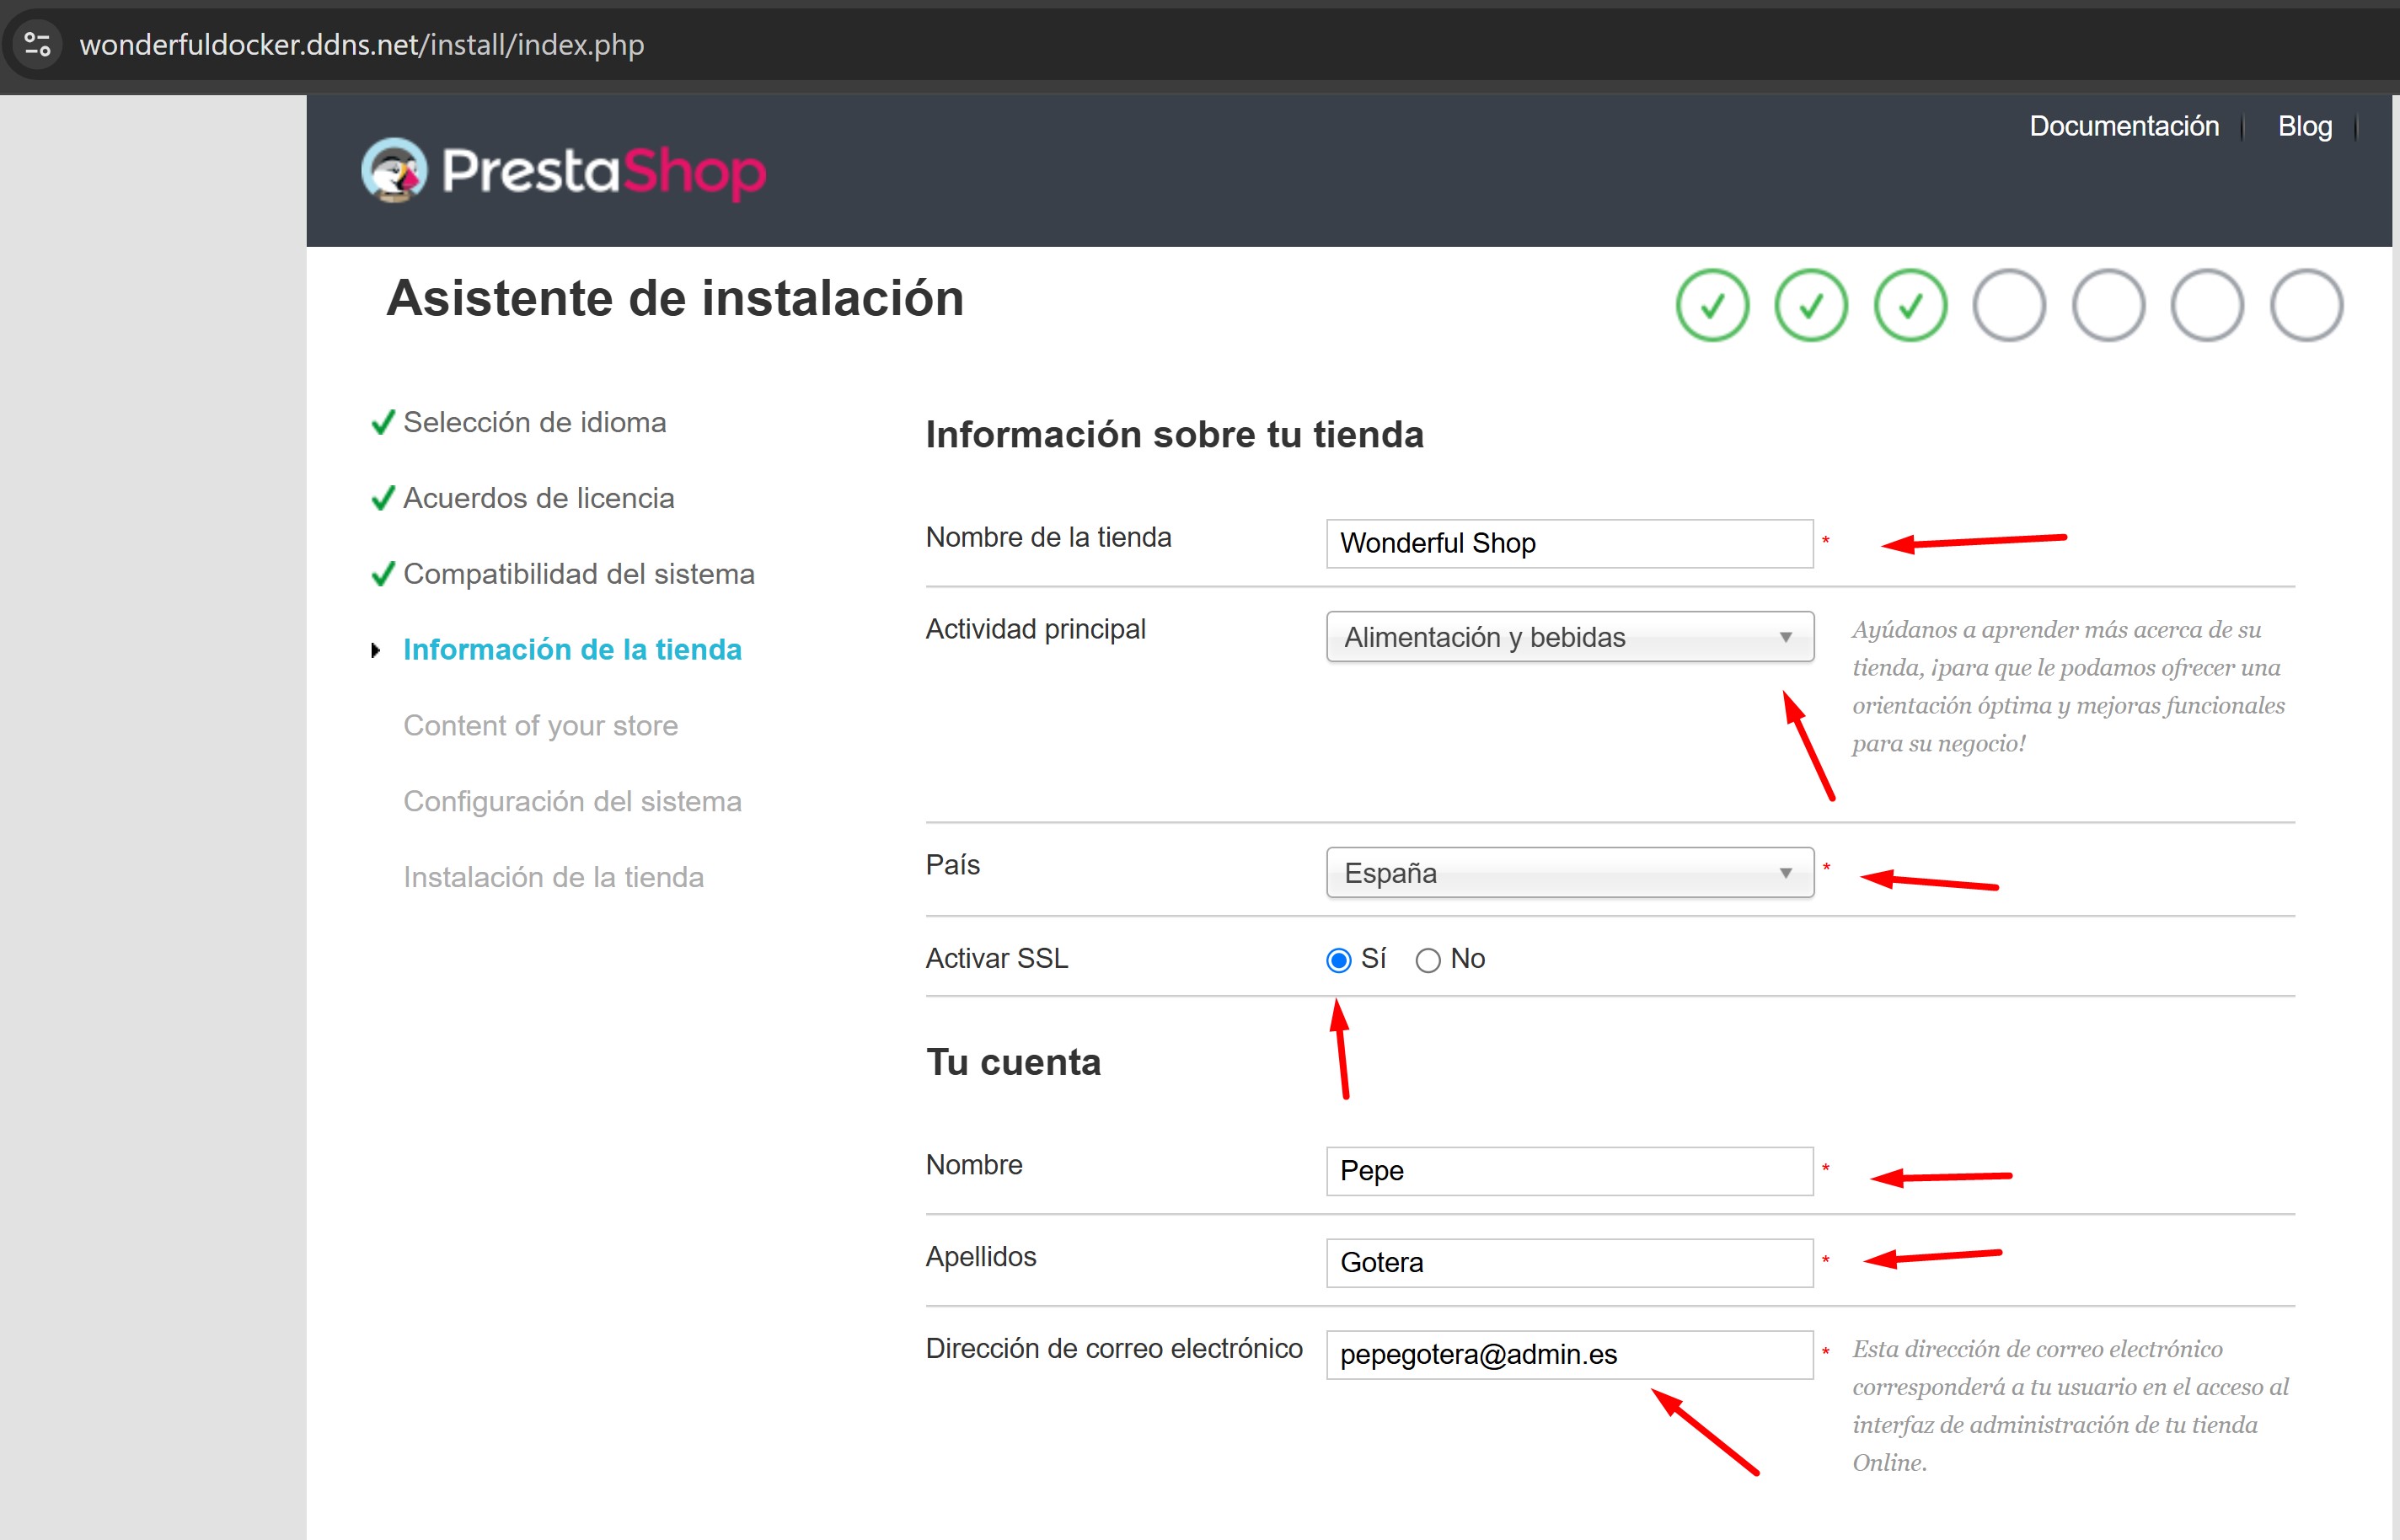 wonderfuldocker.ddns.net/install/index.php
Documentación
Blog
PrestaShop
Asistente de instalación
Selección de idioma
Acuerdos de licencia
Compatibilidad del sistema
Información de la tienda
Content of your store
Configuración del sistema
Instalación de la tienda
Información sobre tu tienda
Nombre de la tienda
Wonderful Shop
*
Actividad principal
Alimentación y bebidas
Ayúdanos a aprender más acerca de su
tienda, ¡para que le podamos ofrecer una
orientación óptima y mejoras funcionales
para su negocio!
País
España
*
Activar SSL
Sí
No
Tu cuenta
Nombre
Pepe
*
Apellidos
Gotera
*
Dirección de correo electrónico
pepegotera@admin.es
*
Esta dirección de correo electrónico
corresponderá a tu usuario en el acceso al
interfaz de administración de tu tienda
Online.